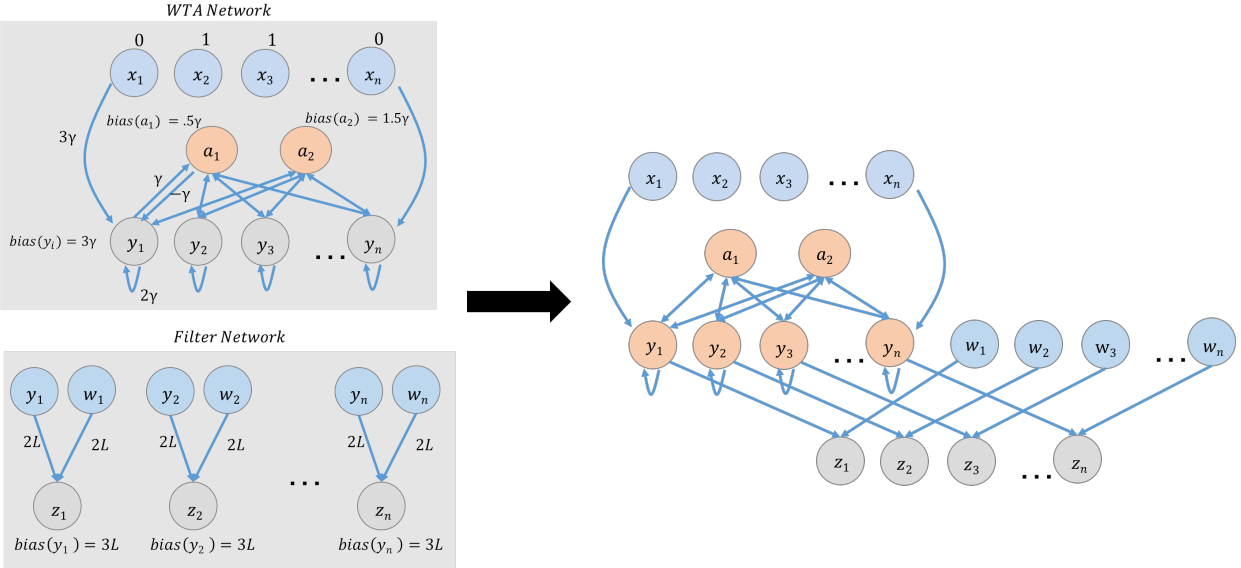 WTA Network
0 1 1 0
x₁ x₂ x₃ ... xₙ
bias(a₁) = .5γ bias(a₂) = 1.5γ
3γ
a₁ a₂
γ
−γ
bias(yᵢ) = 3γ
y₁ y₂ y₃ ... yₙ
2γ
Filter Network
y₁ w₁ y₂ w₂ yₙ wₙ
2L 2L 2L 2L 2L 2L
...
z₁ z₂ zₙ
bias(y₁) = 3L bias(y₂) = 3L bias(yₙ) = 3L
x₁ x₂ x₃ ... xₙ
a₁ a₂
y₁ y₂ y₃ ... yₙ w₁ w₂ w₃ ... wₙ
z₁ z₂ z₃ ... zₙ